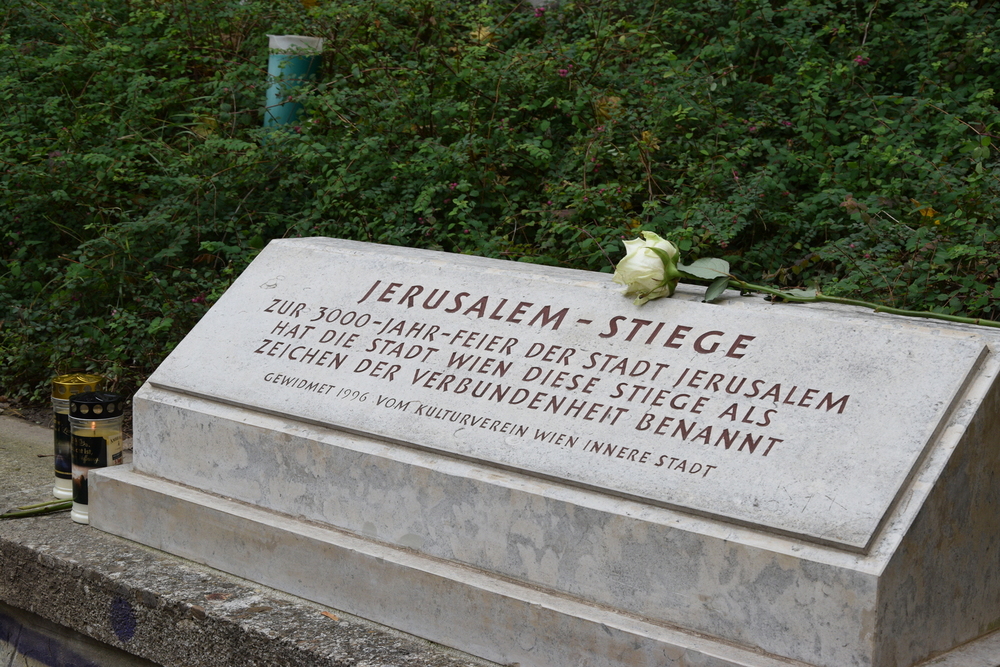 JERUSALEM-STIEGE
ZUR 3000-JAHR-FEIER DER STADT JERUSALEM
HAT DIE STADT WIEN DIESE STIEGE ALS
ZEICHEN DER VERBUNDENHEIT BENANNT
GEWIDMET 1996 VOM KULTURVEREIN WIEN INNERE STADT